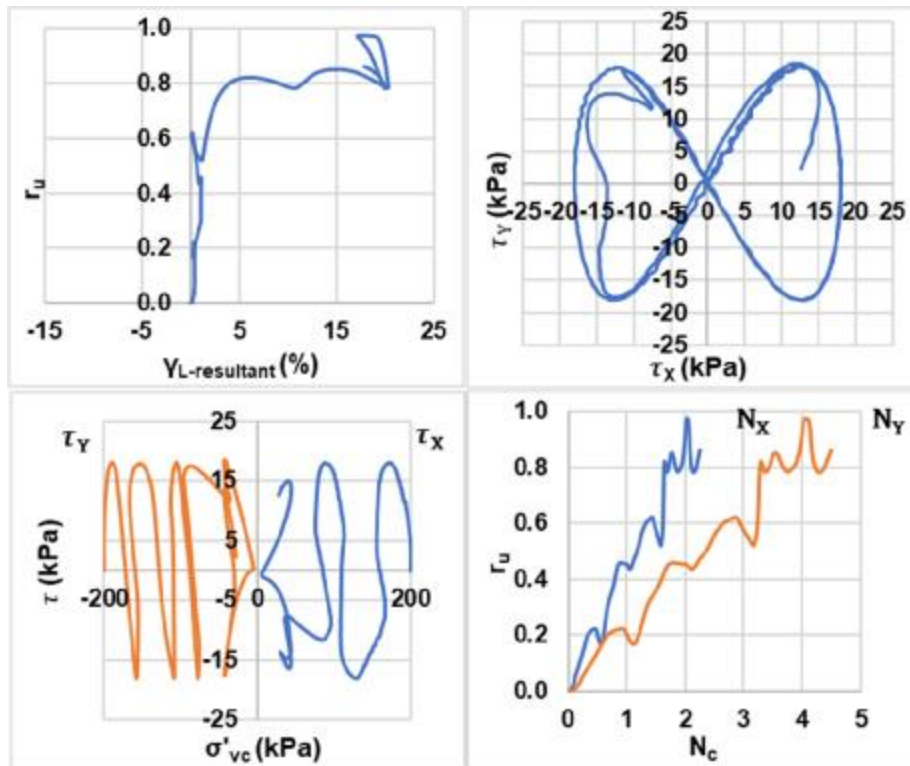 1.0
0.8
0.6
0.4
0.2
0.0
r_u
-15 -5 5 15 25
γ_L-resultant (%)
25
20
15
10
5
0
-5
-10
-15
-20
-25
τ_Y (kPa)
-25 -20 -15 -10 -5 0 5 10 15 20 25
τ_X (kPa)
τ_Y τ_X
25
15
5
-5
-15
-25
τ (kPa)
-200 0 200
σ'_vc (kPa)
N_X N_Y
1.0
0.8
0.6
0.4
0.2
0.0
r_u
0 1 2 3 4 5
N_c